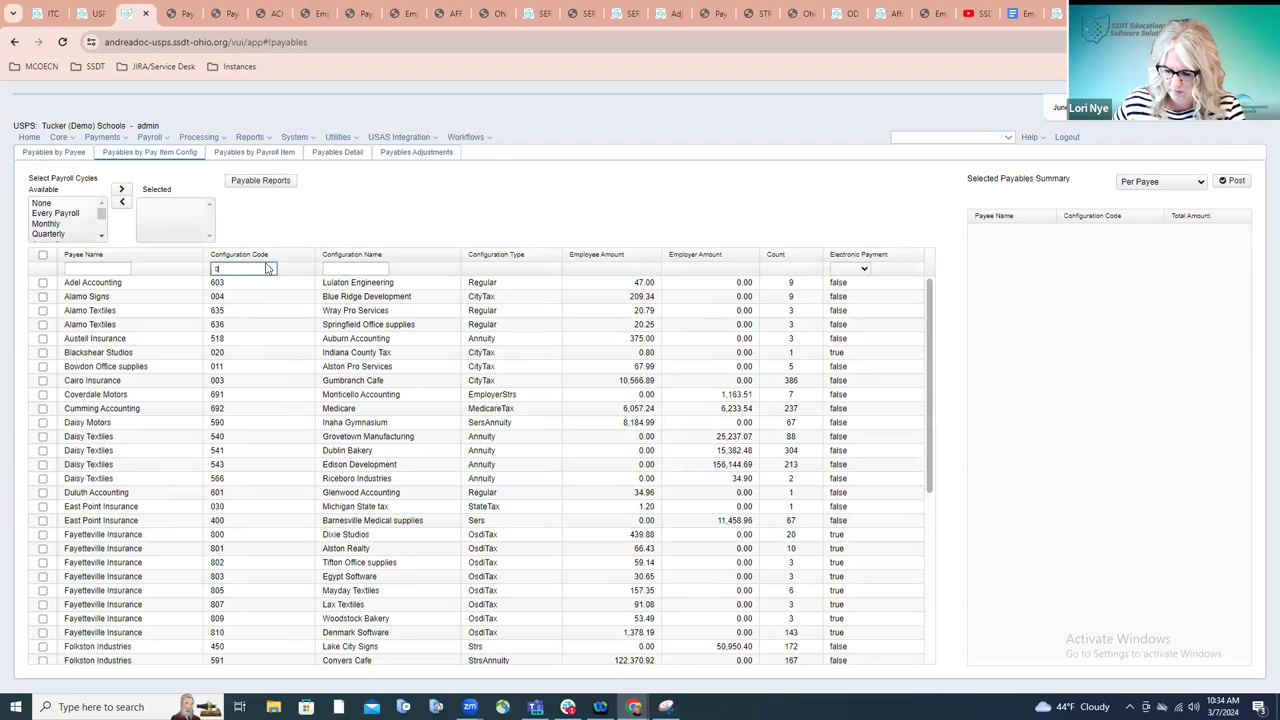 SSI
USP
Pay
USP
SER
SER
SER
SER
Adj
Pay
STF
OD
Aff
SSD
Em
andreadoc-usps.ssdt-ohio.org/vui/app#!payables
MCOECN SSDT JIRA/Service Desk Instances
SSDT Educational Software Solutions
Lori Nye
June
USPS: Tucker (Demo) Schools - admin
Home Core Payments Payroll Processing Reports System Utilities USAS Integration Workflows Help Logout
Payables by Payee Payables by Pay Item Config Payables by Payroll Item Payables Detail Payables Adjustments
Select Payroll Cycles
Available Selected
Payable Reports
None
Every Payroll
Monthly
Quarterly
Selected Payables Summary Per Payee Post
Payee Name Configuration Code Total Amount
Payee Name Configuration Code Configuration Name Configuration Type Employee Amount Employer Amount Count Electronic Payment
0
Adel Accounting 603 Lulaton Engineering Regular 47.00 0.00 9 false
Alamo Signs 004 Blue Ridge Development CityTax 209.34 0.00 9 false
Alamo Textiles 635 Wray Pro Services Regular 20.79 0.00 3 false
Alamo Textiles 636 Springfield Office supplies Regular 20.25 0.00 3 false
Austell Insurance 518 Auburn Accounting Annuity 375.00 0.00 3 false
Blackshear Studios 020 Indiana County Tax CityTax 0.80 0.00 1 true
Bowdon Office supplies 011 Alston Pro Services CityTax 67.99 0.00 5 false
Cairo Insurance 003 Gumbranch Cafe CityTax 10,566.89 0.00 386 false
Coverdale Motors 691 Monticello Accounting EmployerStrs 0.00 1,163.51 7 false
Cumming Accounting 692 Medicare MedicareTax 6,057.24 6,233.54 237 false
Daisy Motors 590 Inaha Gymnasium SersAnnuity 8,184.99 0.00 67 false
Daisy Textiles 540 Grovetown Manufacturing Annuity 0.00 25,237.07 88 false
Daisy Textiles 541 Dublin Bakery Annuity 0.00 15,382.48 304 false
Daisy Textiles 543 Edison Development Annuity 0.00 156,144.69 213 false
Daisy Textiles 566 Riceboro Industries Annuity 0.00 34.90 2 false
Duluth Accounting 601 Glenwood Accounting Regular 34.96 0.00 1 false
East Point Insurance 030 Michigan State tax StateTax 1.20 0.00 1 false
East Point Insurance 400 Barnesville Medical supplies Sers 0.00 11,458.96 67 false
Fayetteville Insurance 800 Dixie Studios OsdiTax 439.88 0.00 20 true
Fayetteville Insurance 801 Alston Realty OsdiTax 66.43 0.00 10 true
Fayetteville Insurance 802 Tifton Office supplies OsdiTax 59.14 0.00 3 true
Fayetteville Insurance 803 Egypt Software OsdiTax 30.65 0.00 3 true
Fayetteville Insurance 805 Mayday Textiles OsdiTax 157.35 0.00 6 true
Fayetteville Insurance 807 Lax Textiles OsdiTax 91.08 0.00 3 true
Fayetteville Insurance 809 Woodstock Bakery OsdiTax 53.49 0.00 3 true
Fayetteville Insurance 810 Denmark Software OsdiTax 1,378.19 0.00 143 true
Folkston Industries 450 Lake City Signs Strs 0.00 50,950.40 172 false
Folkston Industries 591 Conyers Cafe StrsAnnuity 122,370.92 0.00 167 false
Activate Windows
Go to Settings to activate Windows.
Type here to search
44°F Cloudy
10:34 AM
3/7/2024
3